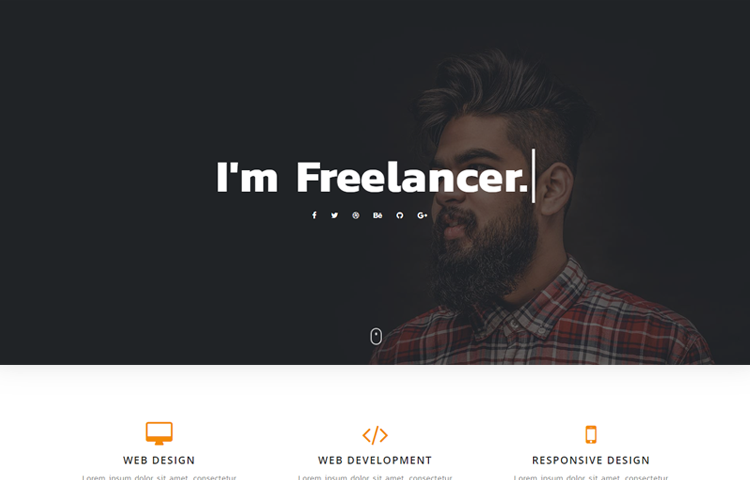 I'm Freelancer.
WEB DESIGN WEB DEVELOPMENT RESPONSIVE DESIGN
Lorem ipsum dolor sit amet, consectetur Lorem ipsum dolor sit amet, consectetur Lorem ipsum dolor sit amet, consectetur